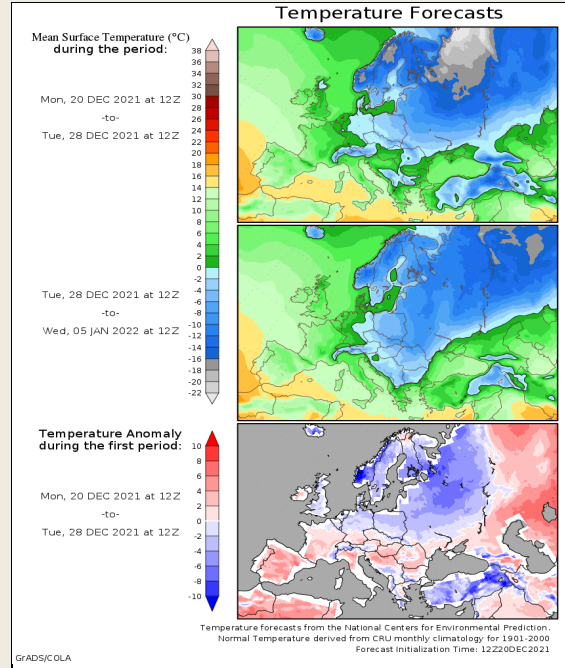 Temperature Forecasts
Mean Surface Temperature (°C)
during the period:
Mon, 20 DEC 2021 at 12Z
-to-
Tue, 28 DEC 2021 at 12Z
38
36
34
32
30
28
26
24
22
20
18
16
14
12
10
8
6
4
2
0
-2
-4
-6
-8
-10
-12
-14
-16
-18
-20
-22
Tue, 28 DEC 2021 at 12Z
-to-
Wed, 05 JAN 2022 at 12Z
Temperature Anomaly
during the first period:
Mon, 20 DEC 2021 at 12Z
-to-
Tue, 28 DEC 2021 at 12Z
10
8
6
4
2
0
-2
-4
-6
-8
-10
Temperature forecasts from the National Centers for Environmental Prediction.
Normal Temperature derived from CRU monthly climatology for 1901-2000
Forecast Initialization Time: 12Z20DEC2021
GrADS/COLA